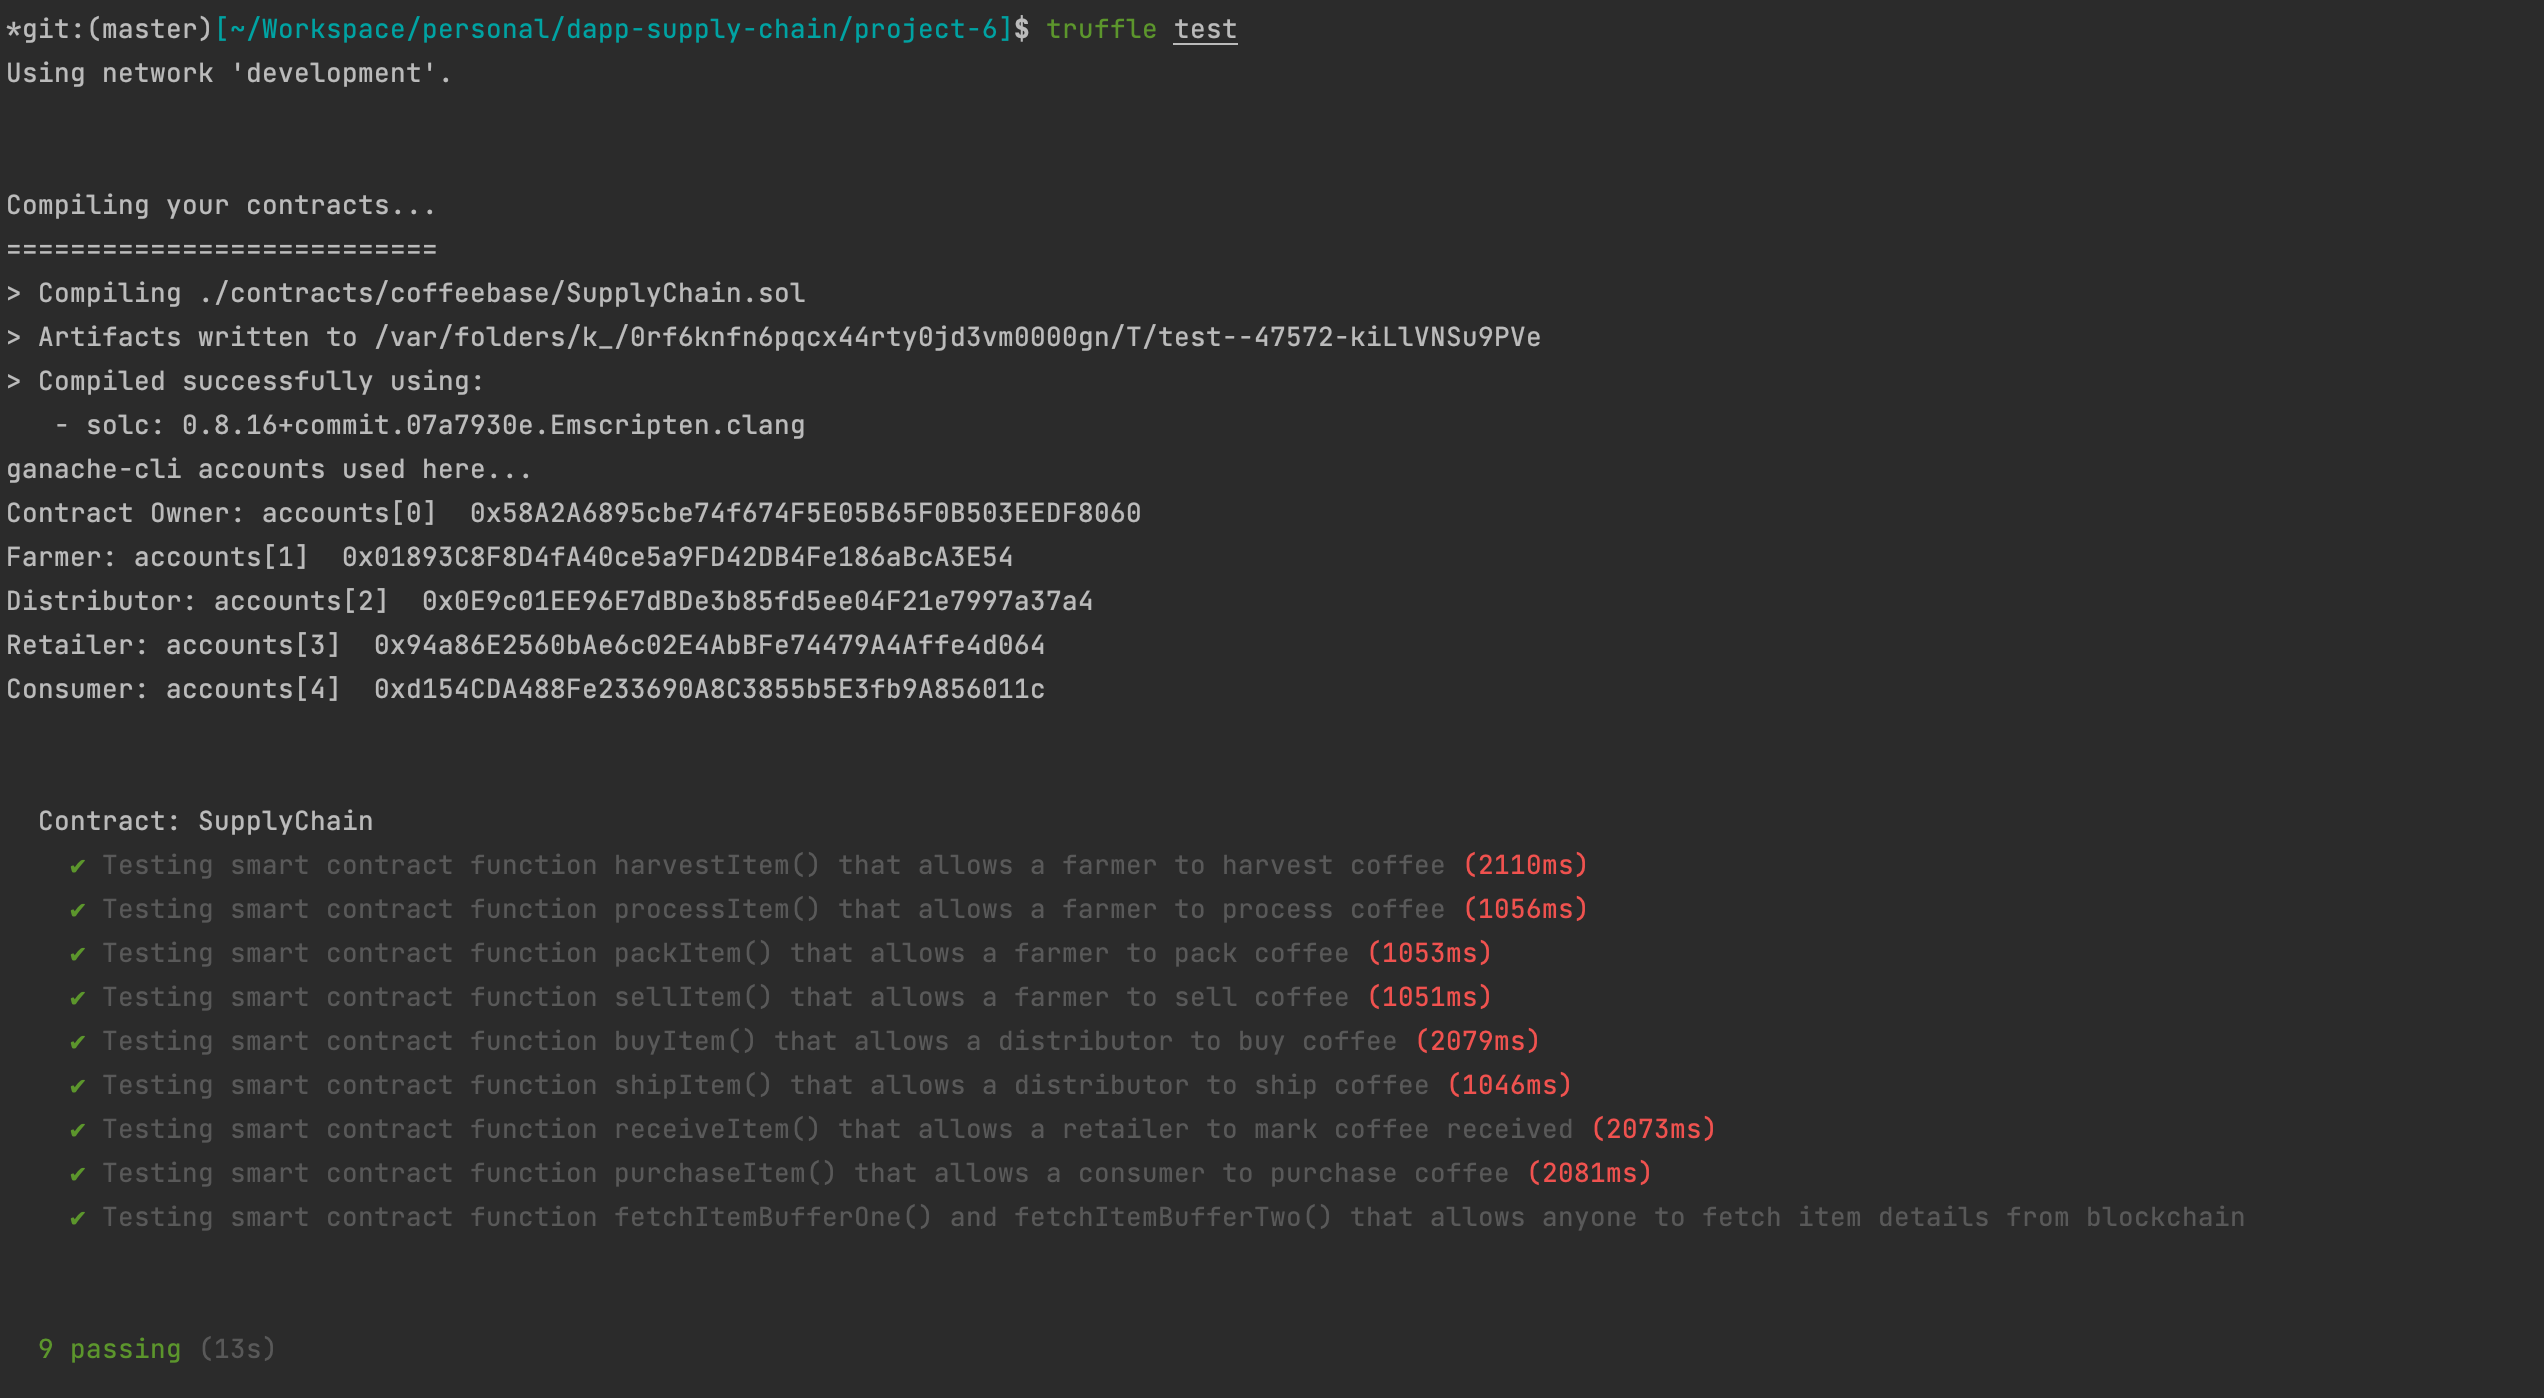 *git:(master)[~/Workspace/personal/dapp-supply-chain/project-6]$ truffle test
Using network 'development'.
Compiling your contracts...
===========================
> Compiling ./contracts/coffeebase/SupplyChain.sol
> Artifacts written to /var/folders/k_/0rf6knfn6pqcx44rty0jd3vm0000gn/T/test--47572-kiLlVNSu9PVe
> Compiled successfully using:
   - solc: 0.8.16+commit.07a7930e.Emscripten.clang
ganache-cli accounts used here...
Contract Owner: accounts[0]  0x58A2A6895cbe74f674F5E05B65F0B503EEDF8060
Farmer: accounts[1]  0x01893C8F8D4fA40ce5a9FD42DB4Fe186aBcA3E54
Distributor: accounts[2]  0x0E9c01EE96E7dBDe3b85fd5ee04F21e7997a37a4
Retailer: accounts[3]  0x94a86E2560bAe6c02E4AbBFe74479A4Affe4d064
Consumer: accounts[4]  0xd154CDA488Fe233690A8C3855b5E3fb9A856011c
  Contract: SupplyChain
    ✔ Testing smart contract function harvestItem() that allows a farmer to harvest coffee (2110ms)
    ✔ Testing smart contract function processItem() that allows a farmer to process coffee (1056ms)
    ✔ Testing smart contract function packItem() that allows a farmer to pack coffee (1053ms)
    ✔ Testing smart contract function sellItem() that allows a farmer to sell coffee (1051ms)
    ✔ Testing smart contract function buyItem() that allows a distributor to buy coffee (2079ms)
    ✔ Testing smart contract function shipItem() that allows a distributor to ship coffee (1046ms)
    ✔ Testing smart contract function receiveItem() that allows a retailer to mark coffee received (2073ms)
    ✔ Testing smart contract function purchaseItem() that allows a consumer to purchase coffee (2081ms)
    ✔ Testing smart contract function fetchItemBufferOne() and fetchItemBufferTwo() that allows anyone to fetch item details from blockchain
  9 passing (13s)